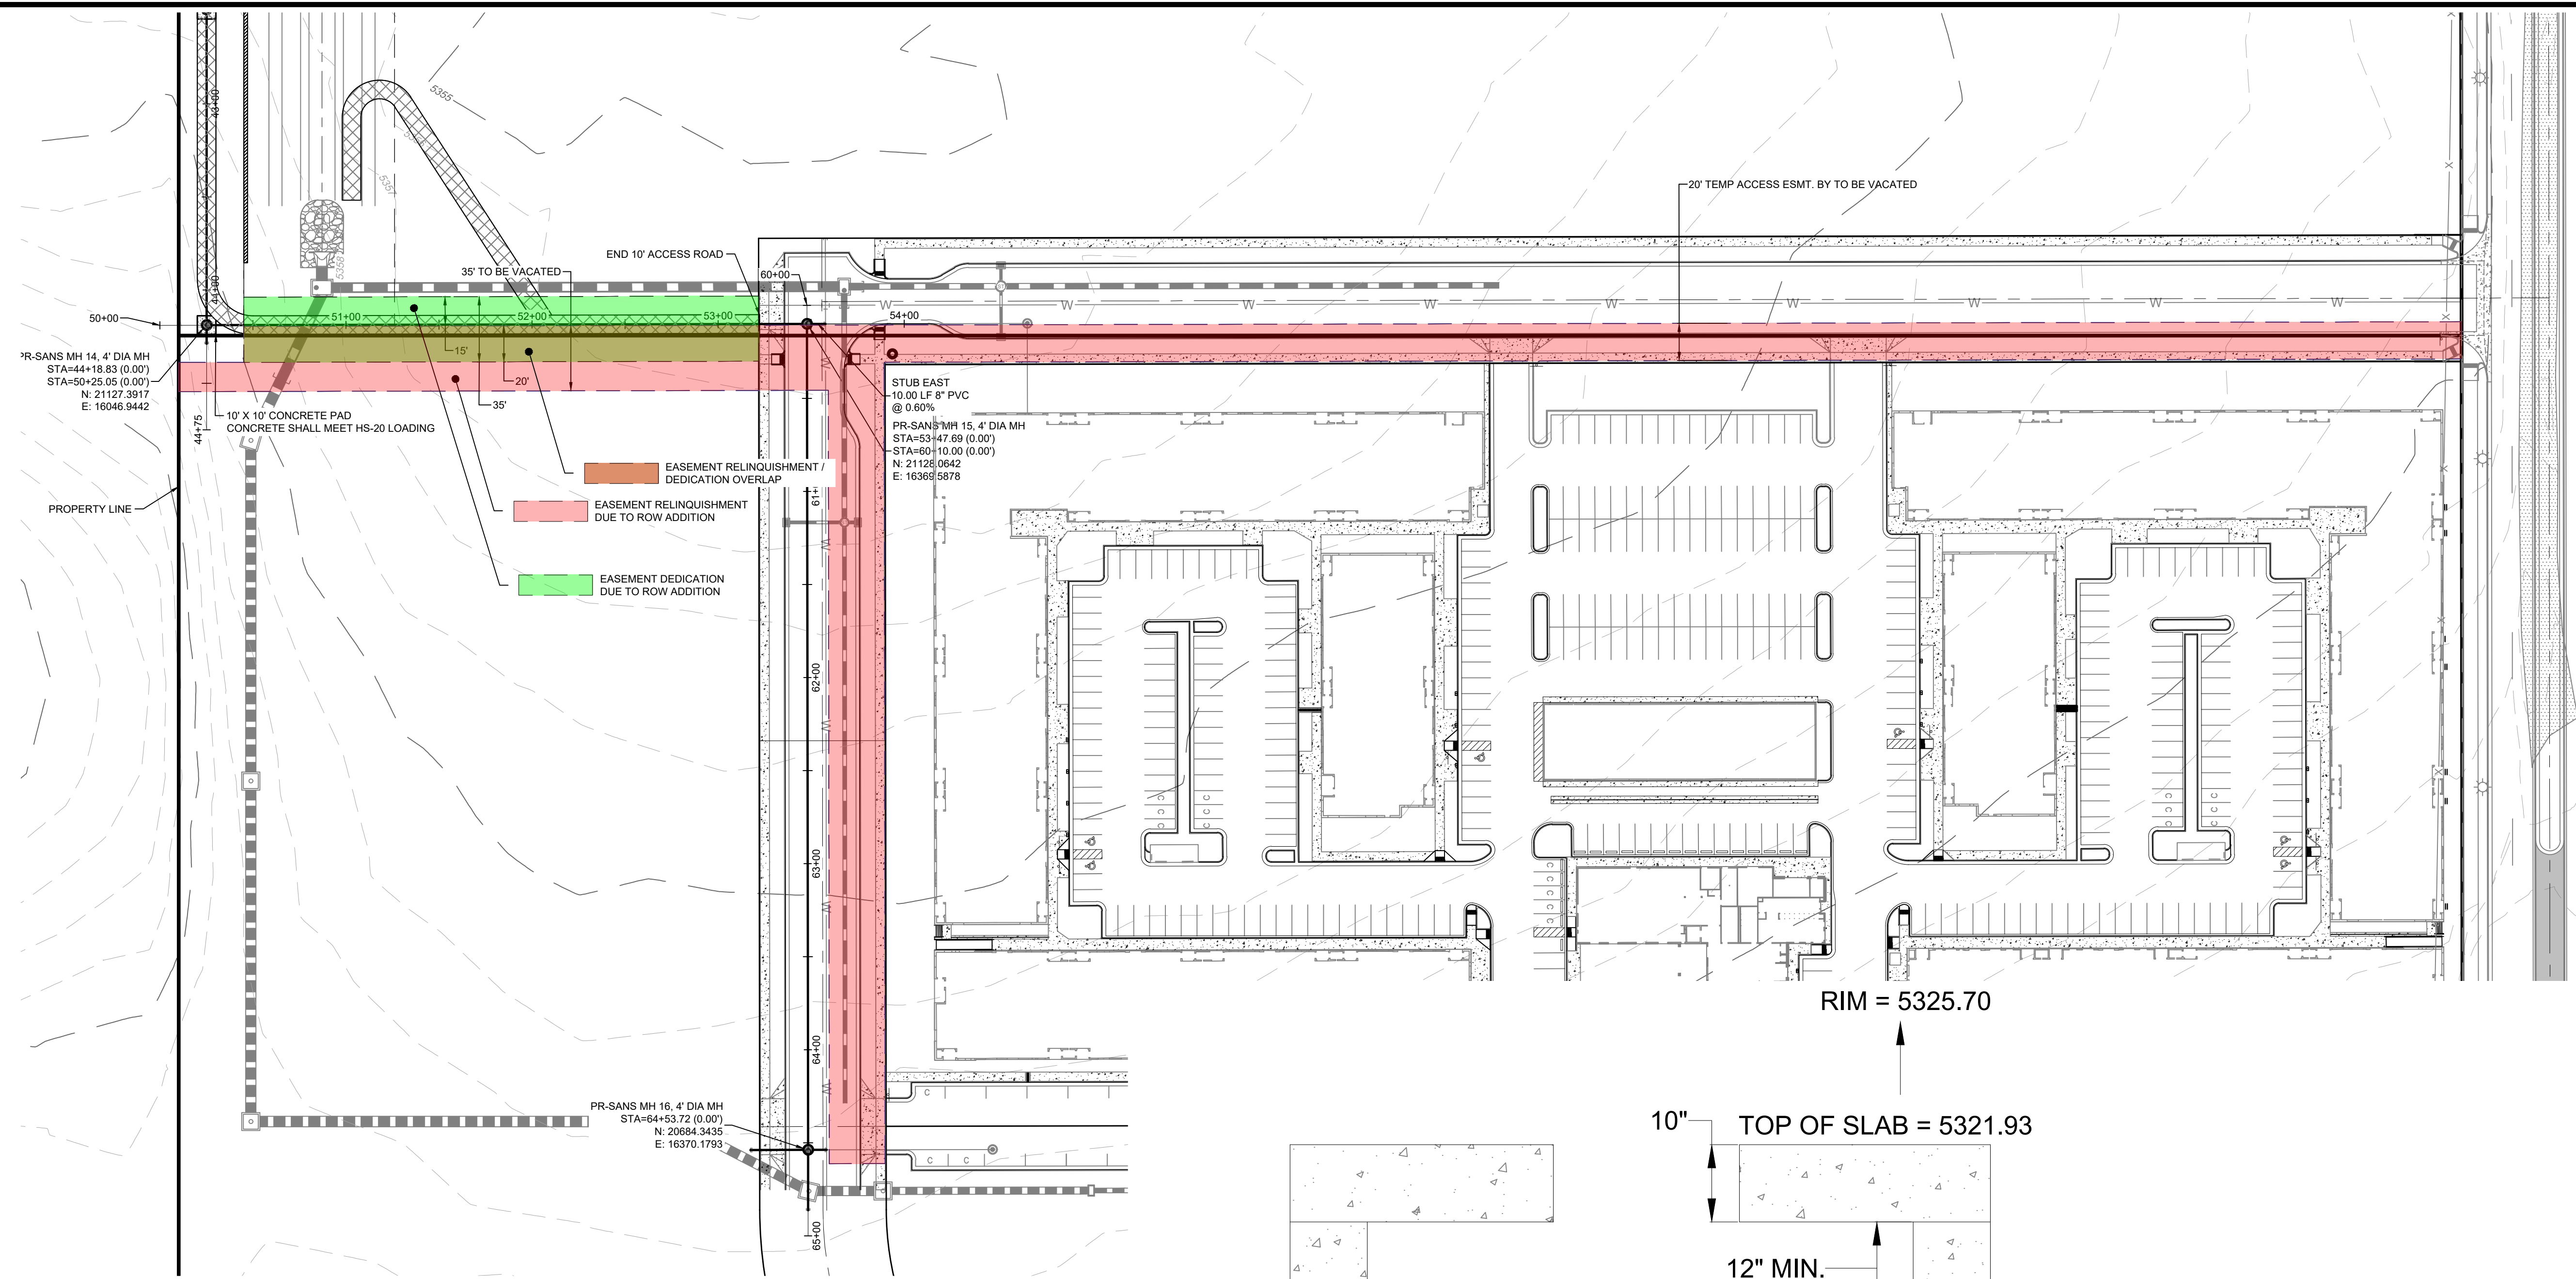 43+00
5355
5357
5358
44+00
20' TEMP ACCESS ESMT. BY TO BE VACATED
END 10' ACCESS ROAD
35' TO BE VACATED
60+00
50+00
51+00
52+00
53+00
54+00
15'
20'
35'
PR-SANS MH 14, 4' DIA MH
STA=44+18.83 (0.00')
STA=50+25.05 (0.00')
N: 21127.3917
E: 16046.9442
10' X 10' CONCRETE PAD
CONCRETE SHALL MEET HS-20 LOADING
44+75
STUB EAST
10.00 LF 8" PVC
@ 0.60%
PR-SANS MH 15, 4' DIA MH
STA=53+47.69 (0.00')
STA=60+10.00 (0.00')
N: 21128.0642
E: 16369.5878
EASEMENT RELINQUISHMENT /
DEDICATION OVERLAP
EASEMENT RELINQUISHMENT
DUE TO ROW ADDITION
PROPERTY LINE
EASEMENT DEDICATION
DUE TO ROW ADDITION
62+00
63+00
64+00
65+00
PR-SANS MH 16, 4' DIA MH
STA=64+53.72 (0.00')
N: 20684.3435
E: 16370.1793
RIM = 5325.70
10"
TOP OF SLAB = 5321.93
12" MIN.